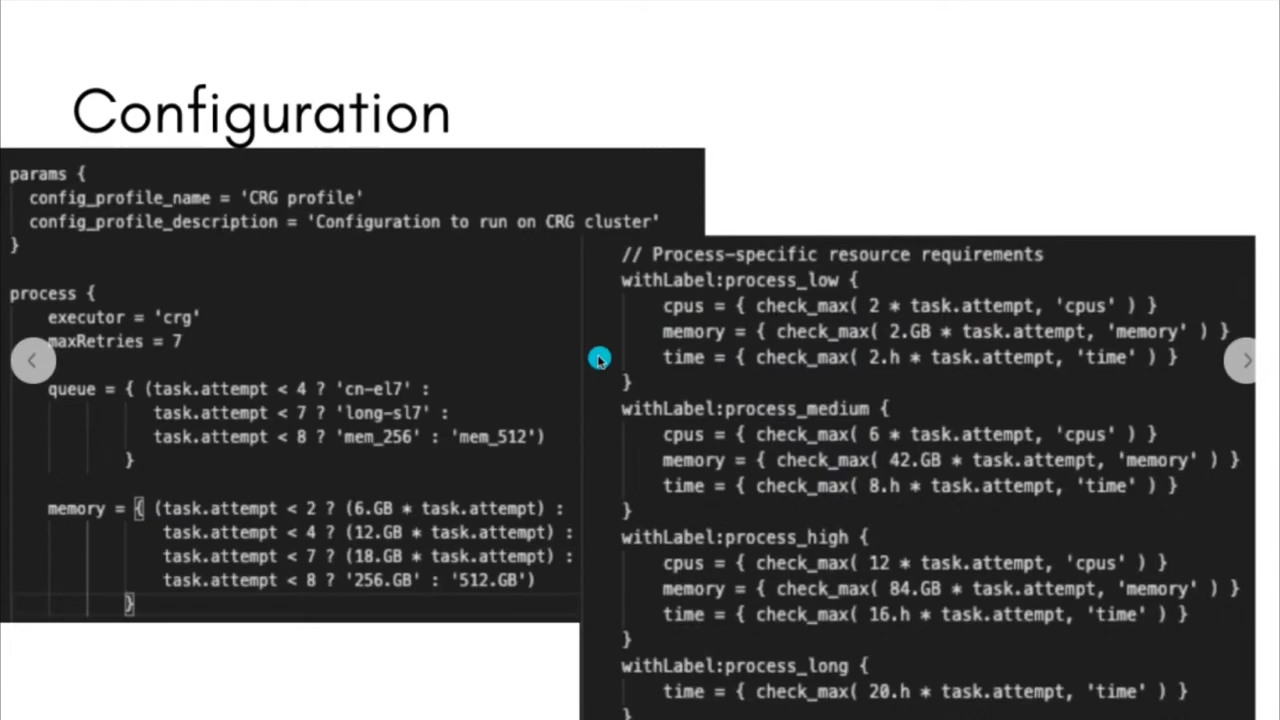 Configuration
params {
config_profile_name = 'CRG profile'
config_profile_description = 'Configuration to run on CRG cluster'
}
process {
executor = 'crg'
maxRetries = 7
queue = { (task.attempt < 4 ? 'cn-el7' :
task.attempt < 7 ? 'long-sl7' :
task.attempt < 8 ? 'mem_256' : 'mem_512')
}
memory = { (task.attempt < 2 ? (6.GB * task.attempt) :
task.attempt < 4 ? (12.GB * task.attempt) :
task.attempt < 7 ? (18.GB * task.attempt) :
task.attempt < 8 ? '256.GB' : '512.GB')
}
// Process-specific resource requirements
withLabel:process_low {
cpus = { check_max( 2 * task.attempt, 'cpus' ) }
memory = { check_max( 2.GB * task.attempt, 'memory' ) }
time = { check_max( 2.h * task.attempt, 'time' ) }
}
withLabel:process_medium {
cpus = { check_max( 6 * task.attempt, 'cpus' ) }
memory = { check_max( 42.GB * task.attempt, 'memory' ) }
time = { check_max( 8.h * task.attempt, 'time' ) }
}
withLabel:process_high {
cpus = { check_max( 12 * task.attempt, 'cpus' ) }
memory = { check_max( 84.GB * task.attempt, 'memory' ) }
time = { check_max( 16.h * task.attempt, 'time' ) }
}
withLabel:process_long {
time = { check_max( 20.h * task.attempt, 'time' ) }
}